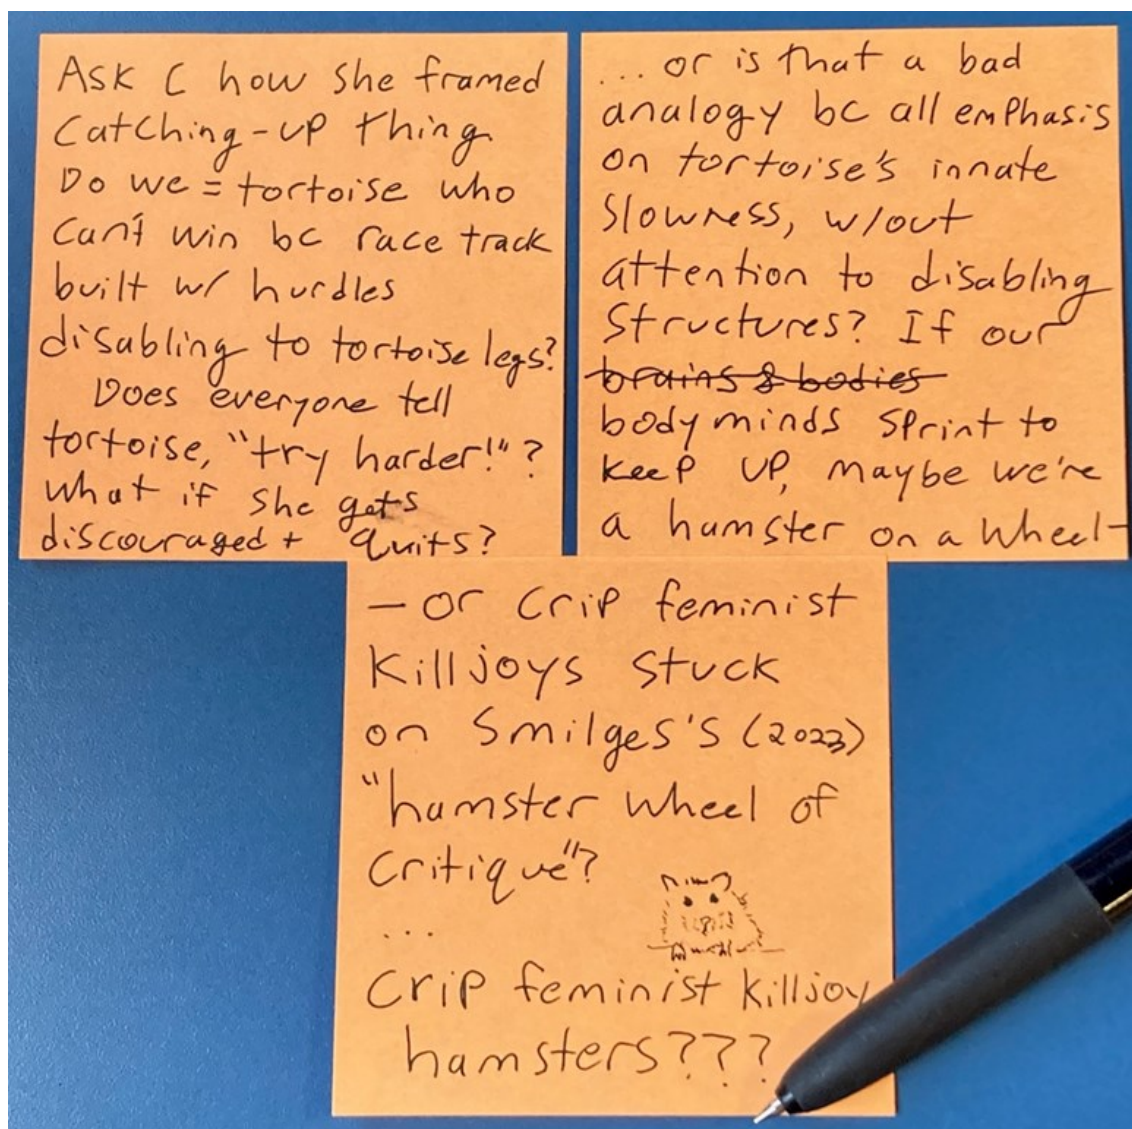 Ask C how she framed
catching-up thing.
Do we = tortoise who
can't win bc race track
built w/ hurdles
disabling to tortoise legs?
Does everyone tell
tortoise, "try harder!"?
What if she gets
discouraged + quits?
... or is that a bad
analogy bc all emphasis
on tortoise's innate
slowness, w/out
attention to disabling
structures? If our
brains & bodies
bodyminds sprint to
keep up, maybe we're
a hamster on a wheel-
- or crip feminist
killjoys stuck
on Smilges's (2023)
"hamster wheel of
critique"?
...
Crip feminist killjoy
hamsters???